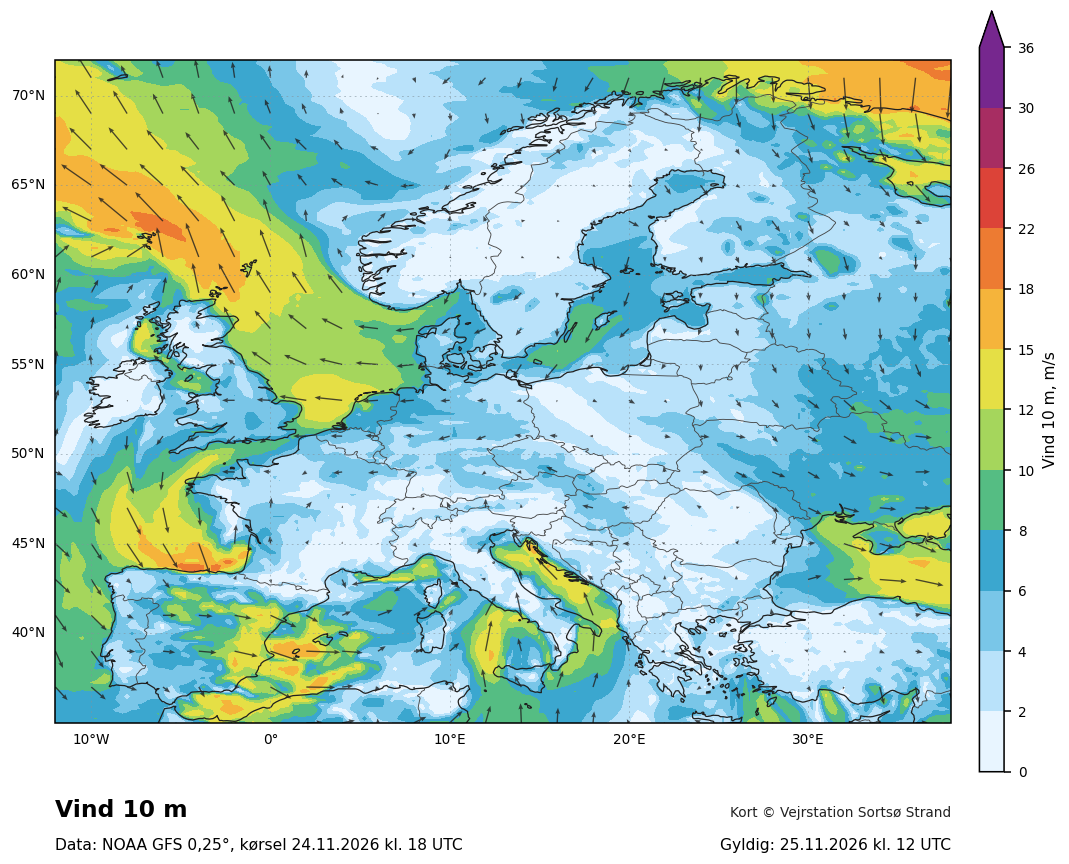 70°N
65°N
60°N
55°N
50°N
45°N
40°N
10°W
0°
10°E
20°E
30°E
36
30
26
22
18
15
12
10
8
6
4
2
0
Vind 10 m, m/s
Vind 10 m
Kort © Vejrstation Sortsø Strand
Data: NOAA GFS 0,25°, kørsel 24.11.2026 kl. 18 UTC
Gyldig: 25.11.2026 kl. 12 UTC